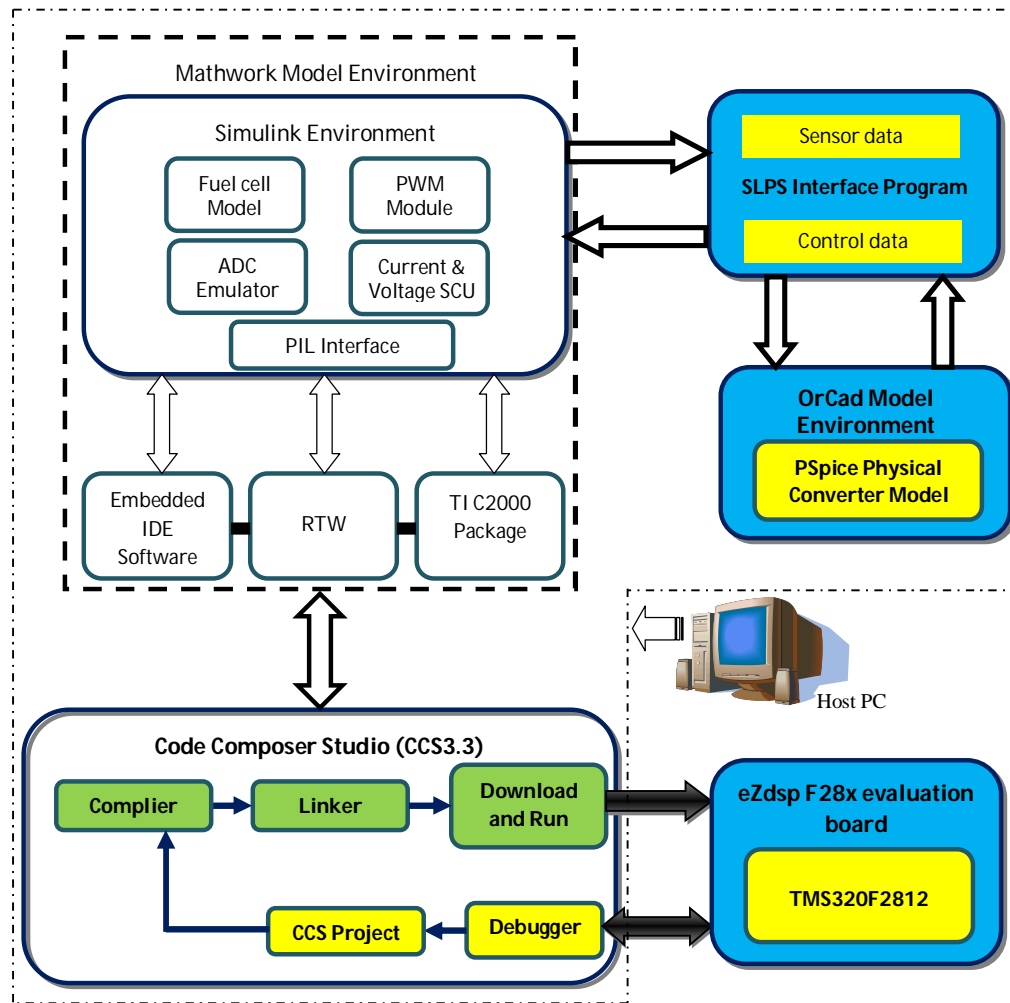 Mathwork Model Environment
Simulink Environment
Fuel cell
Model
PWM
Module
ADC
Emulator
Current &
Voltage SCU
PIL Interface
Sensor data
SLPS Interface Program
Control data
OrCad Model
Environment
PSpice Physical
Converter Model
Embedded
IDE
Software
RTW
TI C2000
Package
Host PC
Code Composer Studio (CCS3.3)
Complier
Linker
Download
and Run
CCS Project
Debugger
eZdsp F28x evaluation
board
TMS320F2812